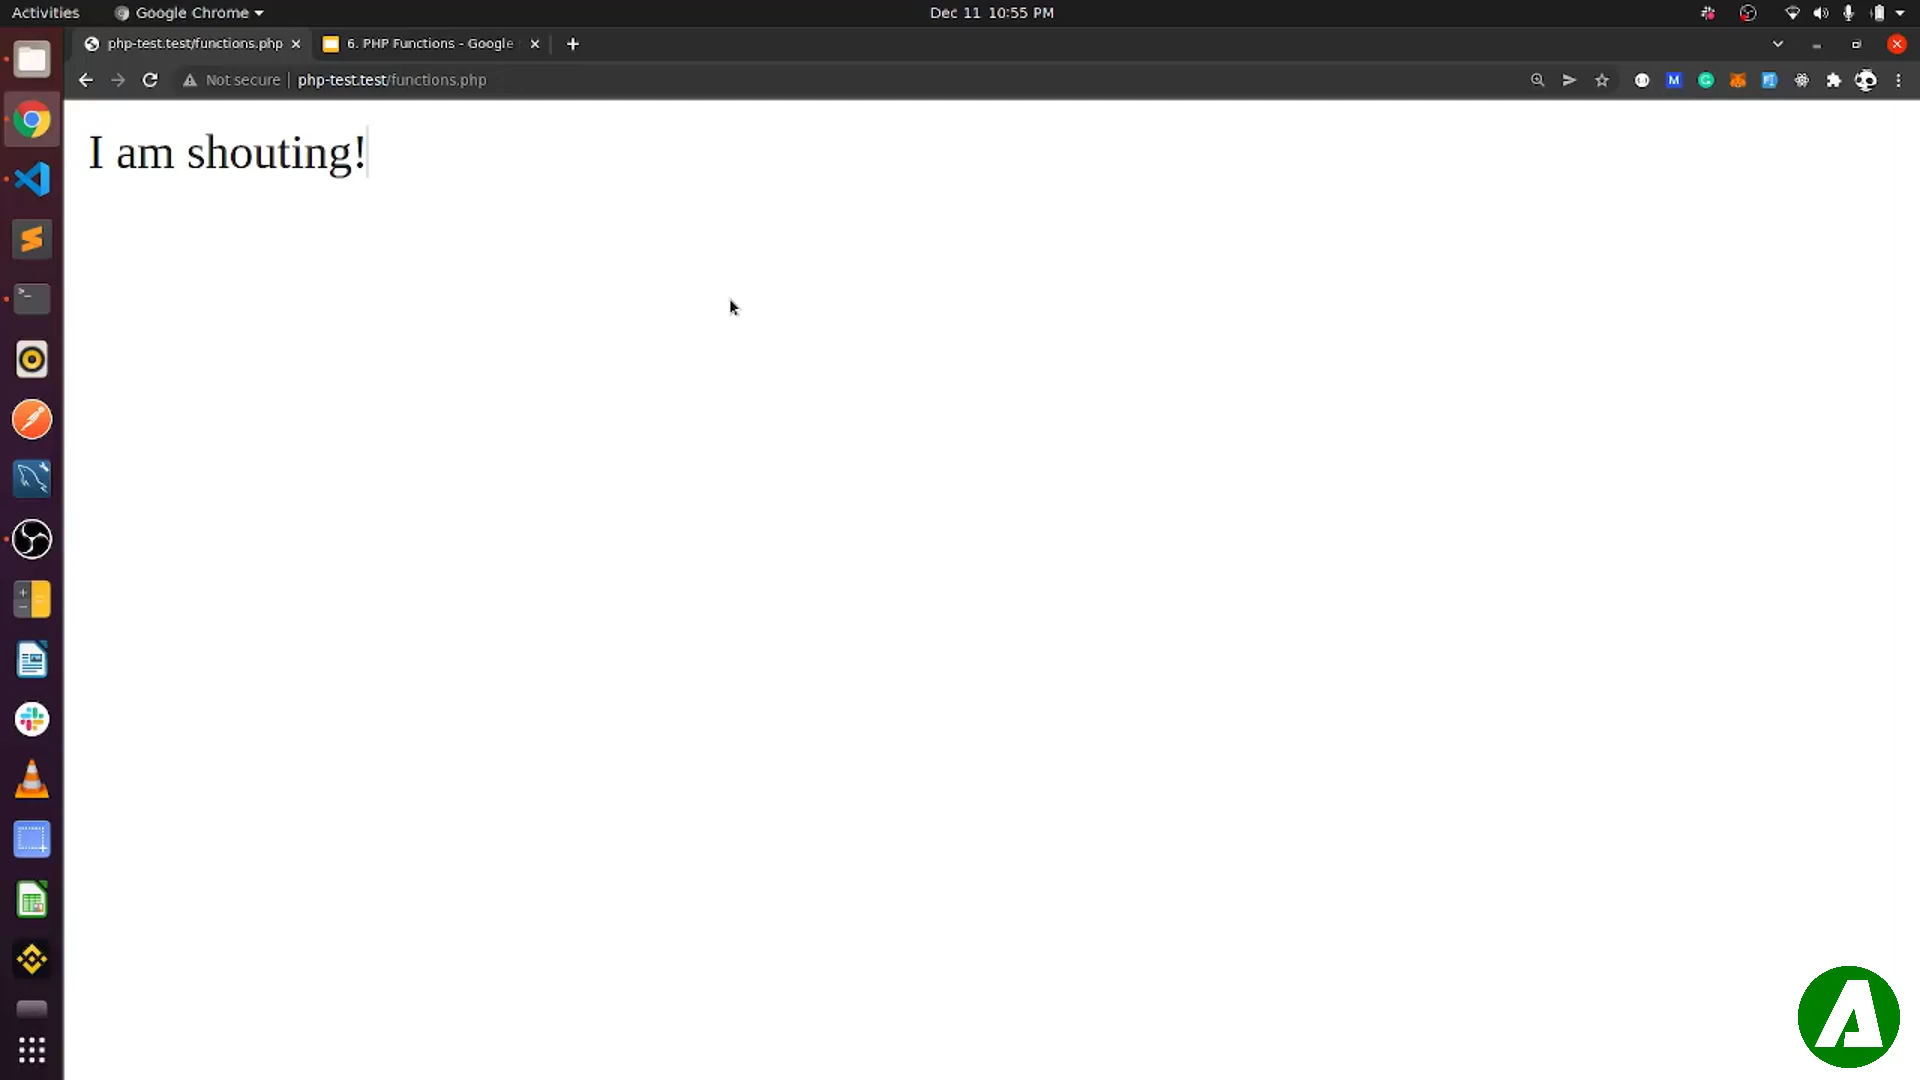 Activities
Google Chrome
Dec 11 10:55 PM
php-test.test/functions.php
6. PHP Functions - Google
Not secure
php-test.test/functions.php
M
I am shouting!
A